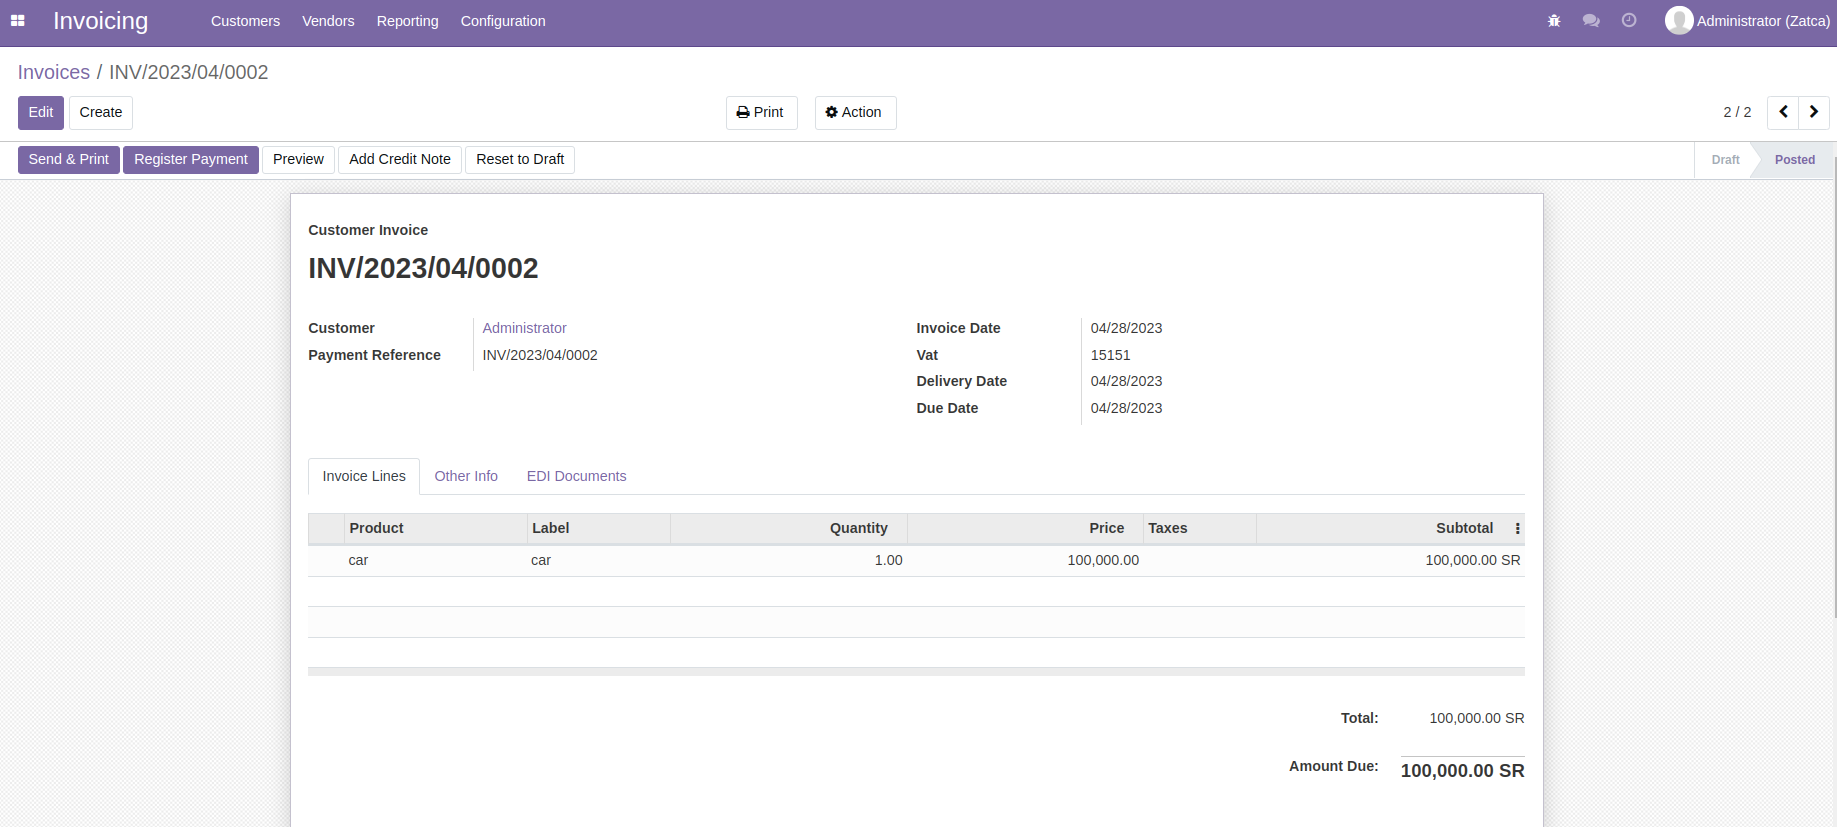 Invoicing Customers Vendors Reporting Configuration Administrator (Zatca)
Invoices / INV/2023/04/0002
Edit Create Print Action 2 / 2
Send & Print Register Payment Preview Add Credit Note Reset to Draft Draft Posted
Customer Invoice
INV/2023/04/0002
Customer Administrator Invoice Date 04/28/2023
Payment Reference INV/2023/04/0002 Vat 15151
Delivery Date 04/28/2023
Due Date 04/28/2023
Invoice Lines Other Info EDI Documents
Product Label Quantity Price Taxes Subtotal
car car 1.00 100,000.00 100,000.00 SR
Total: 100,000.00 SR
Amount Due: 100,000.00 SR